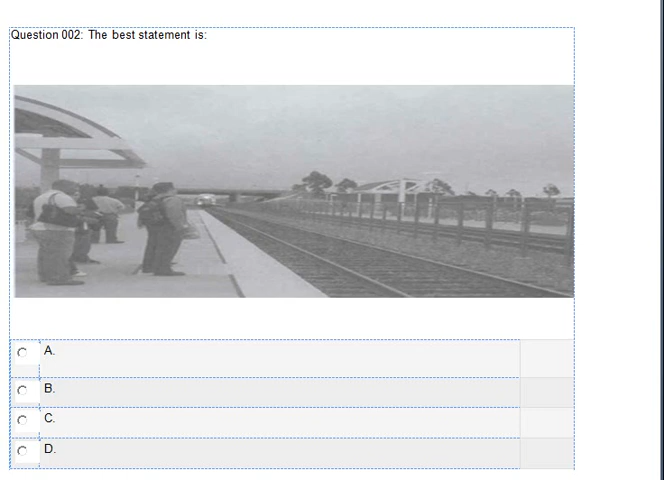 Question 002: The best statement is:
A.
B.
C.
D.